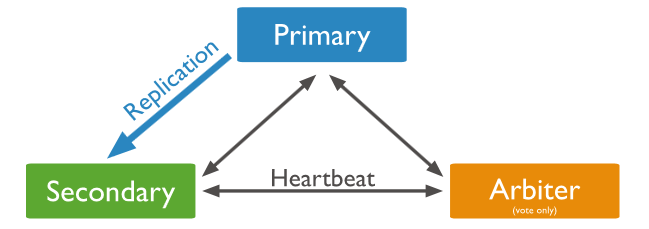 Primary
Replication
Heartbeat
Secondary
Arbiter
(vote only)